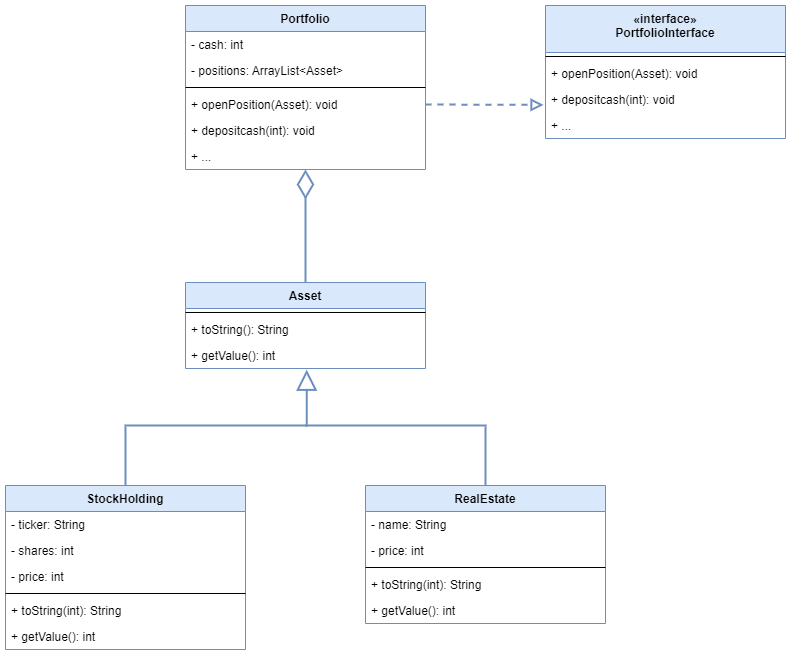 Portfolio
- cash: int
- positions: ArrayList<Asset>
+ openPosition(Asset): void
+ depositcash(int): void
+ ...
«interface»
PortfolioInterface
+ openPosition(Asset): void
+ depositcash(int): void
+ ...
Asset
+ toString(): String
+ getValue(): int
StockHolding
- ticker: String
- shares: int
- price: int
+ toString(int): String
+ getValue(): int
RealEstate
- name: String
- price: int
+ toString(int): String
+ getValue(): int